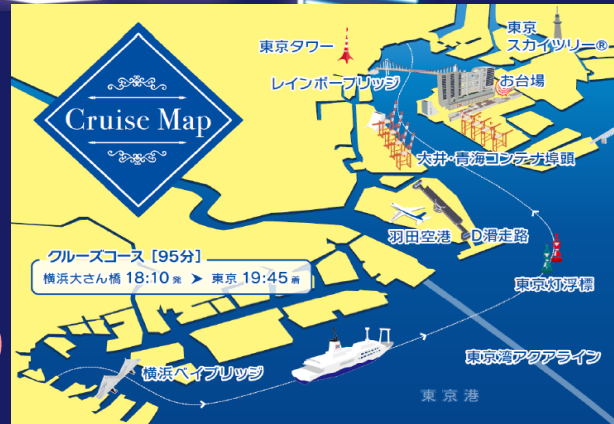 Cruise Map
東京タワー
東京
スカイツリー®
レインボーブリッジ
お台場
大井・青海コンテナ埠頭
羽田空港
D滑走路
クルーズコース [95分]
横浜大さん橋 18:10発 ➤ 東京 19:45着
東京灯浮標
横浜ベイブリッジ
東京湾アクアライン
東京港